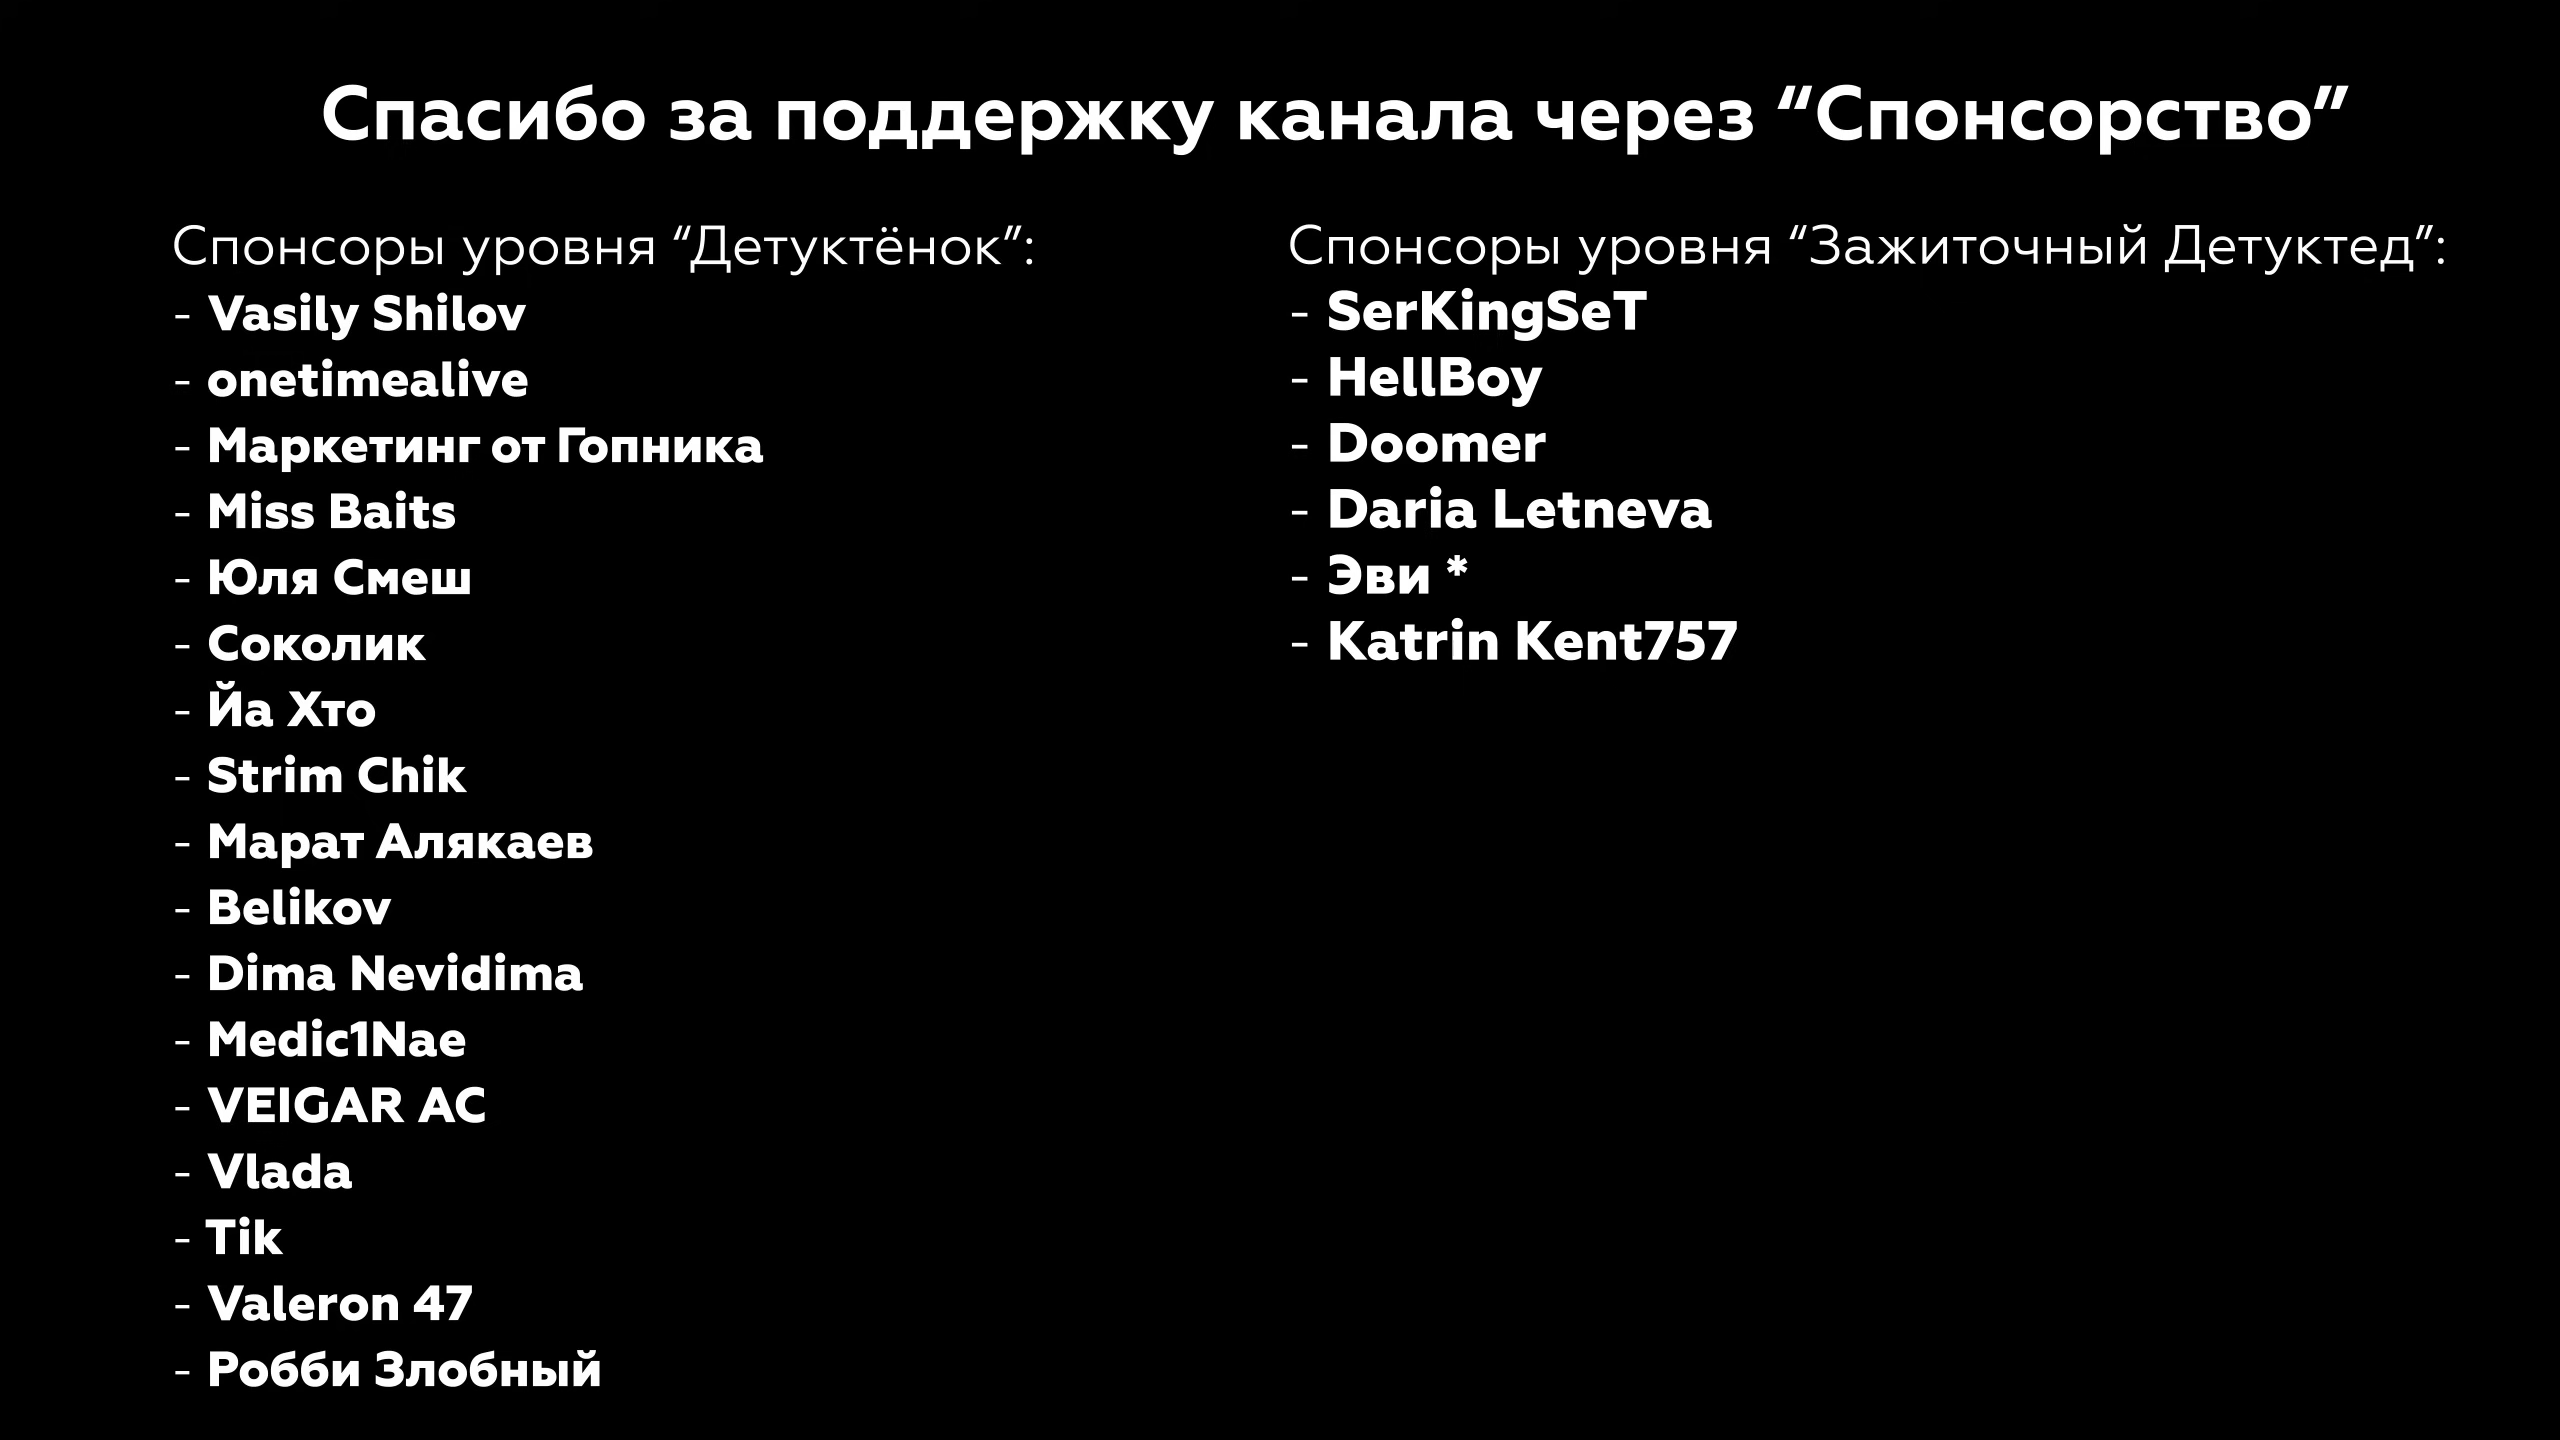 Спасибо за поддержку канала через “Спонсорство”
Спонсоры уровня “Детуктёнок”:
- Vasily Shilov
- onetimealive
- Маркетинг от Гопника
- Miss Baits
- Юля Смеш
- Соколик
- Йа Хто
- Strim Chik
- Марат Алякаев
- Belikov
- Dima Nevidima
- Medic1Nae
- VEIGAR AC
- Vlada
- Tik
- Valeron 47
- Робби Злобный
Спонсоры уровня “Зажиточный Детуктед”:
- SerKingSeT
- HellBoy
- Doomer
- Daria Letneva
- Эви *
- Katrin Kent757